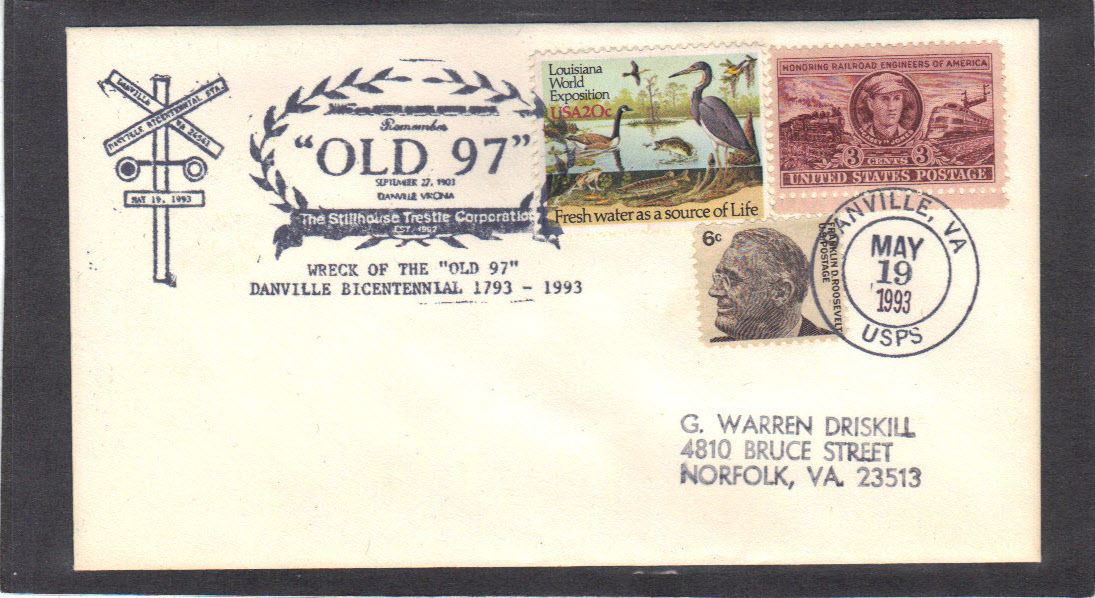 DANVILLE
DANVILLE BICENTENNIAL STA.
VA 24543
MAY 19, 1993
Remember
"OLD 97"
SEPTEMBER 27, 1903
DANVILLE VIRGINIA
The Stillhouse Trestle Corporation
EST. 1992
WRECK OF THE "OLD 97"
DANVILLE BICENTENNIAL 1793 - 1993
Louisiana
World
Exposition
USA 20c
Fresh water as a source of Life
HONORING RAILROAD ENGINEERS OF AMERICA
3 CENTS 3
UNITED STATES POSTAGE
6c
FRANKLIN D. ROOSEVELT
U.S. POSTAGE
DANVILLE, VA
MAY
19
1993
USPS
G. WARREN DRISKILL
4810 BRUCE STREET
NORFOLK, VA. 23513